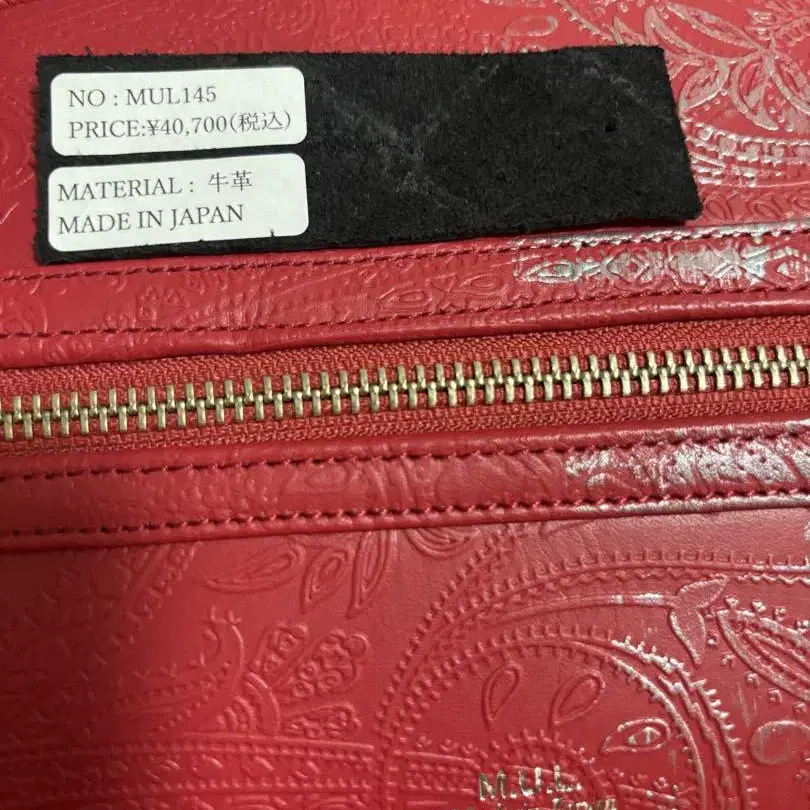 NO : MUL145
PRICE:¥40,700(税込)
MATERIAL : 牛革
MADE IN JAPAN
M.U.L.